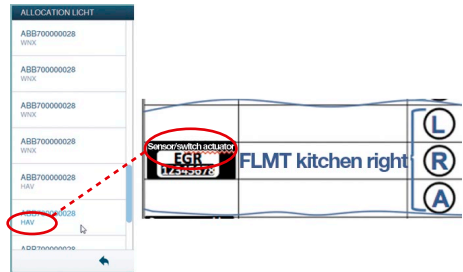 ALLOCATION LIGHT
ABB700000028
WNX
ABB700000028
WNX
ABB700000028
WNX
ABB700000028
WNX
ABB700000028
HAV
ABB700000028
HAV
ABB700000028
L
Sensor/switch actuator
EGR
12345678
FLMT kitchen right
R
A